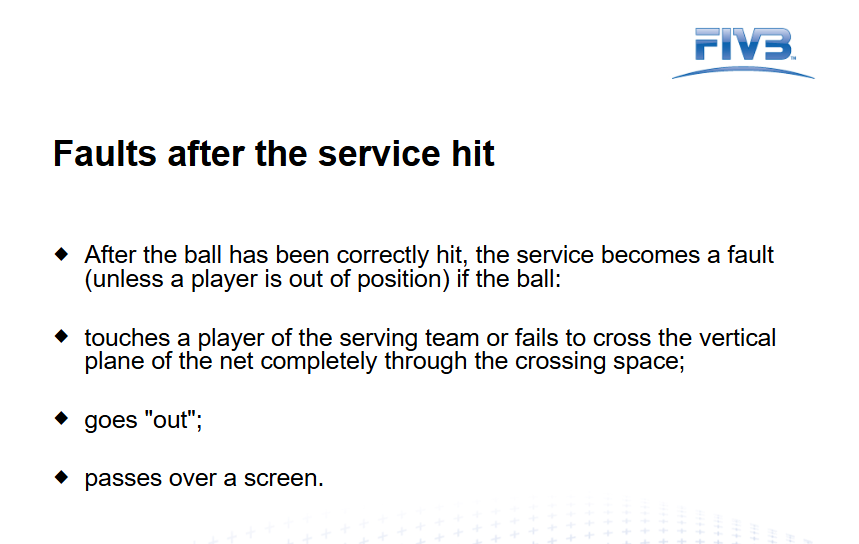 FIVB™
Faults after the service hit
◆ After the ball has been correctly hit, the service becomes a fault
(unless a player is out of position) if the ball:
◆ touches a player of the serving team or fails to cross the vertical
plane of the net completely through the crossing space;
◆ goes "out";
◆ passes over a screen.